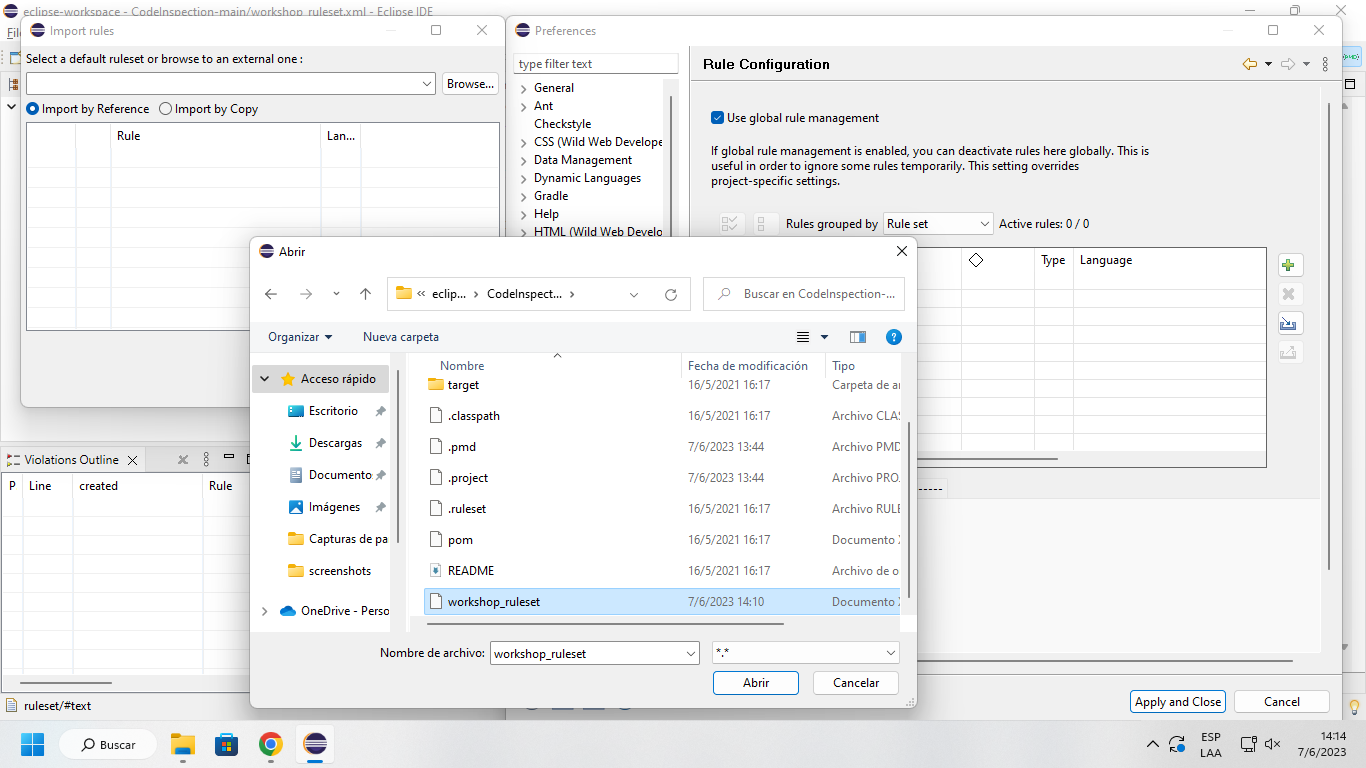 eclipse-workspace - CodeInspection-main/workshop_ruleset.xml - Eclipse IDE
Import rules
Select a default ruleset or browse to an external one :
Browse...
Import by Reference
Import by Copy
Rule
Lan...
Preferences
type filter text
General
Ant
Checkstyle
CSS (Wild Web Develope
Data Management
Dynamic Languages
Gradle
Help
HTML (Wild Web Develo
Rule Configuration
Use global rule management
If global rule management is enabled, you can deactivate rules here globally. This is
useful in order to ignore some rules temporarily. This setting overrides
project-specific settings.
Rules grouped by
Rule set
Active rules: 0 / 0
Type
Language
Abrir
« eclip... > CodeInspect... >
Buscar en CodeInspection-...
Organizar
Nueva carpeta
Acceso rápido
Escritorio
Descargas
Documento
Imágenes
Capturas de pa
screenshots
OneDrive - Perso
Nombre
Fecha de modificación
Tipo
target 16/5/2021 16:17 Carpeta de ar
.classpath 16/5/2021 16:17 Archivo CLAS
.pmd 7/6/2023 13:44 Archivo PMD
.project 7/6/2023 13:44 Archivo PRO.
.ruleset 16/5/2021 16:17 Archivo RULE
pom 16/5/2021 16:17 Documento X
README 16/5/2021 16:17 Archivo de o
workshop_ruleset 7/6/2023 14:10 Documento X
Nombre de archivo:
workshop_ruleset
*.*
Abrir
Cancelar
Violations Outline
P Line created Rule
ruleset/#text
-----
Apply and Close
Cancel
Buscar
ESP
LAA
14:14
7/6/2023